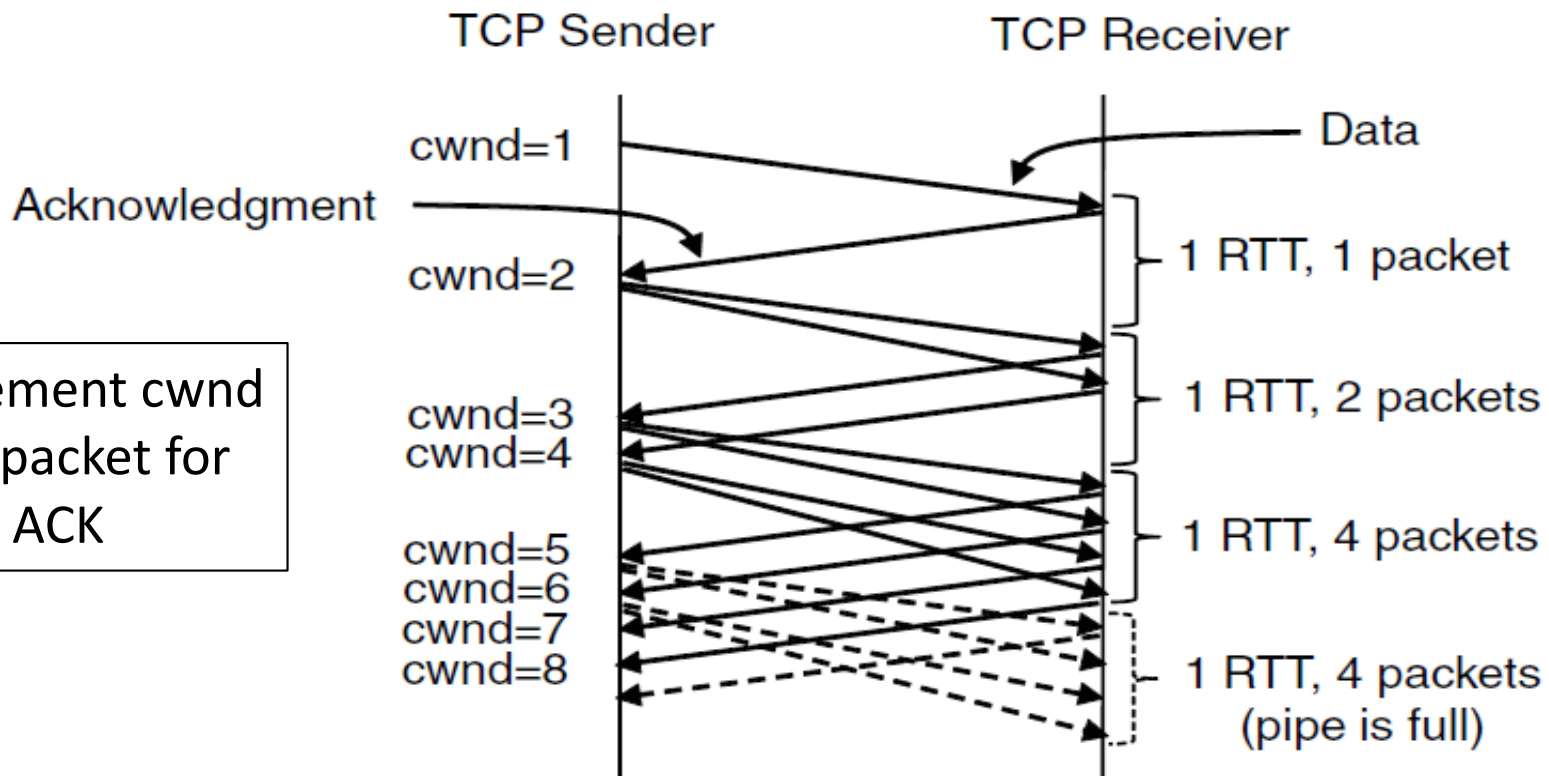 TCP Sender
TCP Receiver
cwnd=1
Data
Acknowledgment
cwnd=2
1 RTT, 1 packet
ement cwnd
packet for
ACK
cwnd=3
cwnd=4
1 RTT, 2 packets
cwnd=5
cwnd=6
cwnd=7
cwnd=8
1 RTT, 4 packets
1 RTT, 4 packets
(pipe is full)